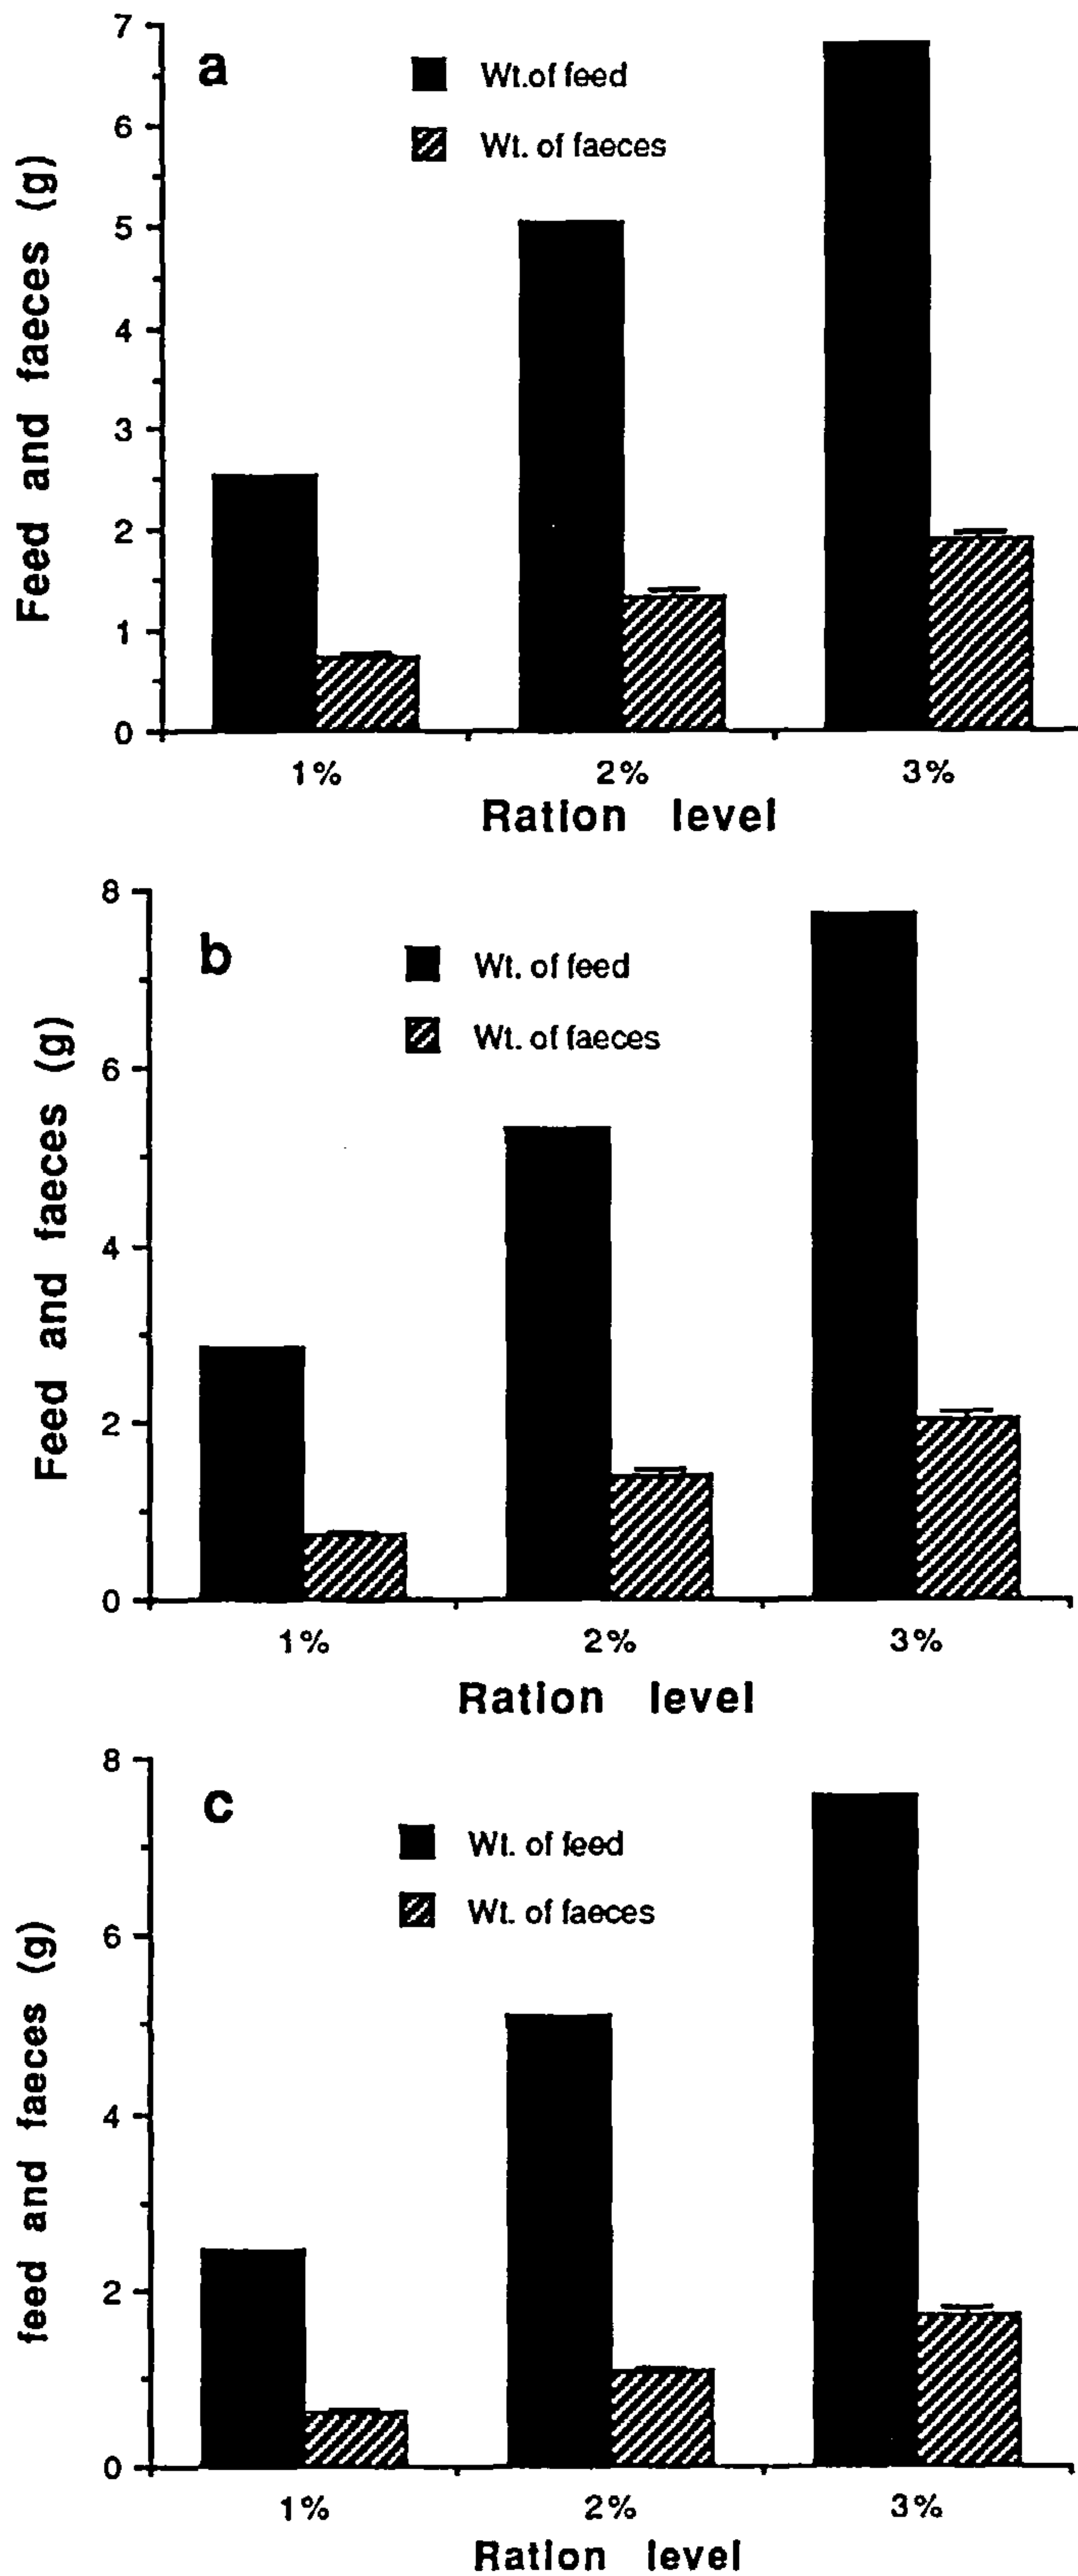 7
a
Wt.of feed
6
Wt. of faeces
5
4
3
2
1
0
Feed and faeces (g)
1% 2% 3%
Ration level
8
b
Wt. of feed
Wt. of faeces
6
4
2
0
Feed and faeces (g)
1% 2% 3%
Ration level
8
c
Wt. of feed
Wt. of faeces
6
4
2
0
feed and faeces (g)
1% 2% 3%
Ration level